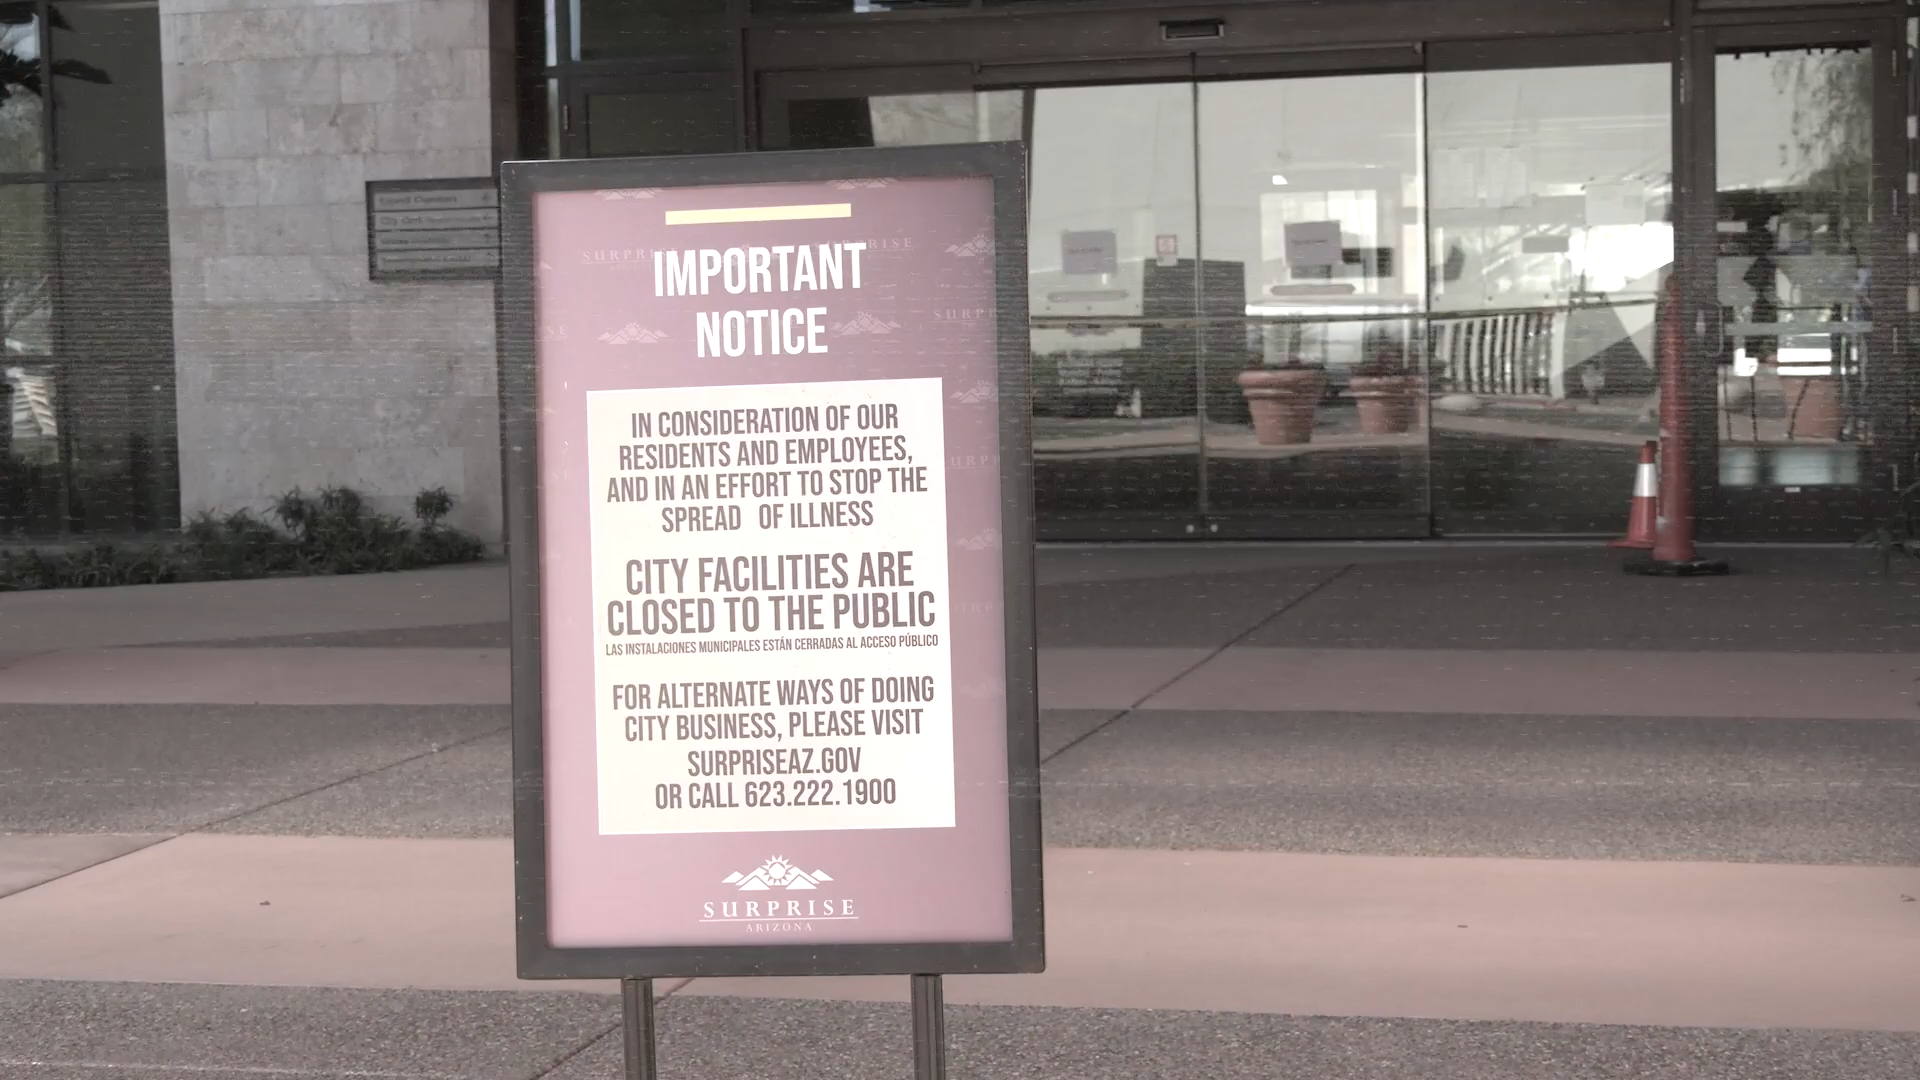 IMPORTANT
NOTICE
IN CONSIDERATION OF OUR
RESIDENTS AND EMPLOYEES,
AND IN AN EFFORT TO STOP THE
SPREAD OF ILLNESS
CITY FACILITIES ARE
CLOSED TO THE PUBLIC
LAS INSTALACIONES MUNICIPALES ESTÁN CERRADAS AL ACCESO PÚBLICO
FOR ALTERNATE WAYS OF DOING
CITY BUSINESS, PLEASE VISIT
SURPRISEAZ.GOV
OR CALL 623.222.1900
SURPRISE
ARIZONA
City Clerk